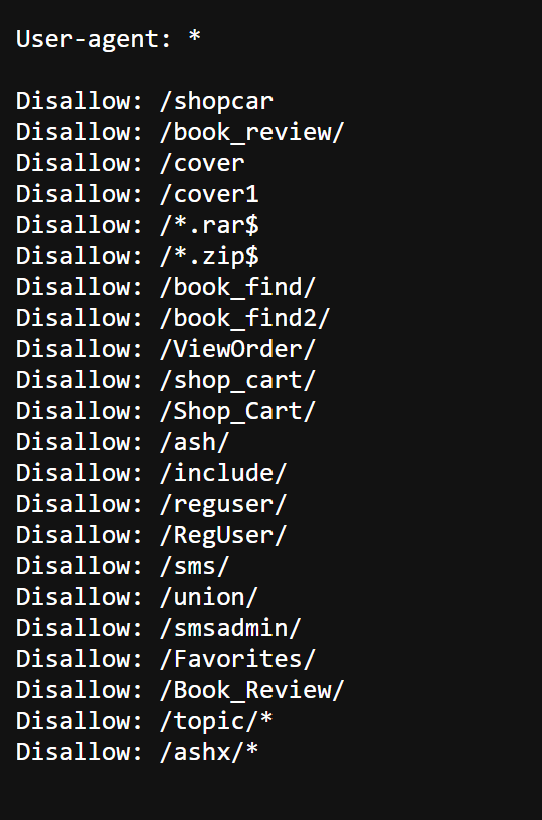 User-agent: *
Disallow: /shopcar
Disallow: /book_review/
Disallow: /cover
Disallow: /cover1
Disallow: /*.rar$
Disallow: /*.zip$
Disallow: /book_find/
Disallow: /book_find2/
Disallow: /ViewOrder/
Disallow: /shop_cart/
Disallow: /Shop_Cart/
Disallow: /ash/
Disallow: /include/
Disallow: /reguser/
Disallow: /RegUser/
Disallow: /sms/
Disallow: /union/
Disallow: /smsadmin/
Disallow: /Favorites/
Disallow: /Book_Review/
Disallow: /topic/*
Disallow: /ashx/*